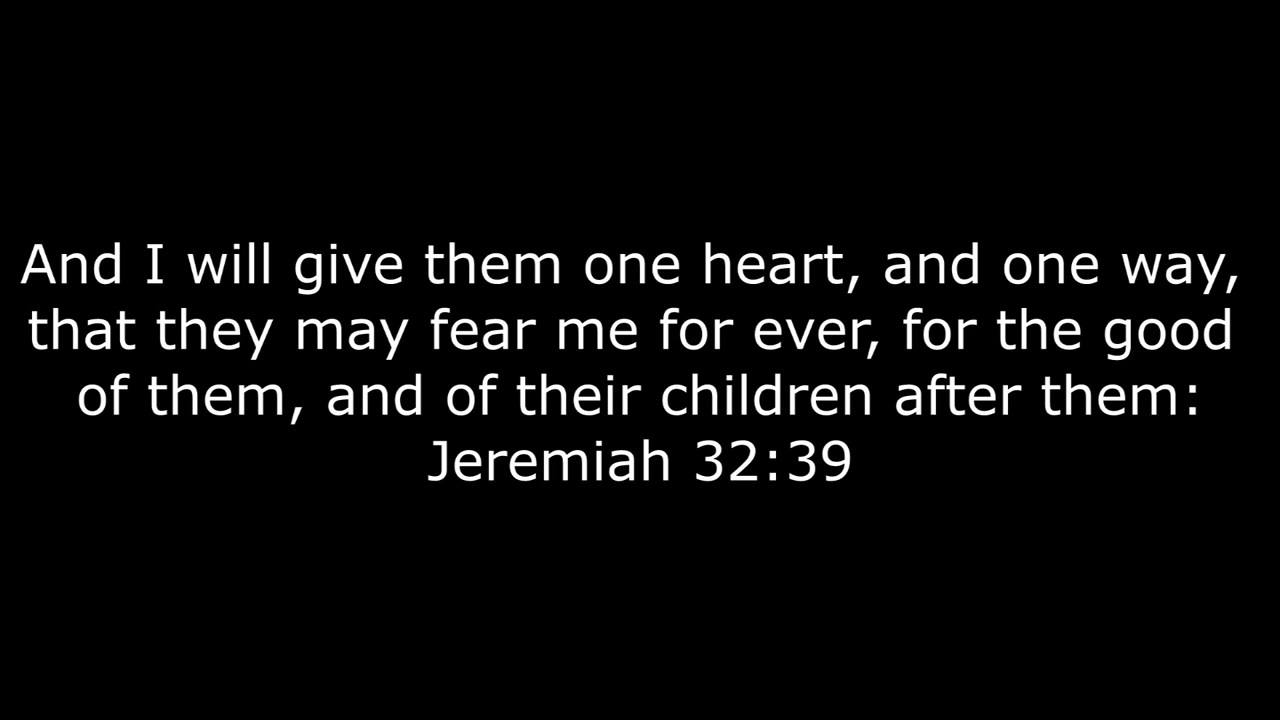 And I will give them one heart, and one way,
that they may fear me for ever, for the good
of them, and of their children after them:
Jeremiah 32:39